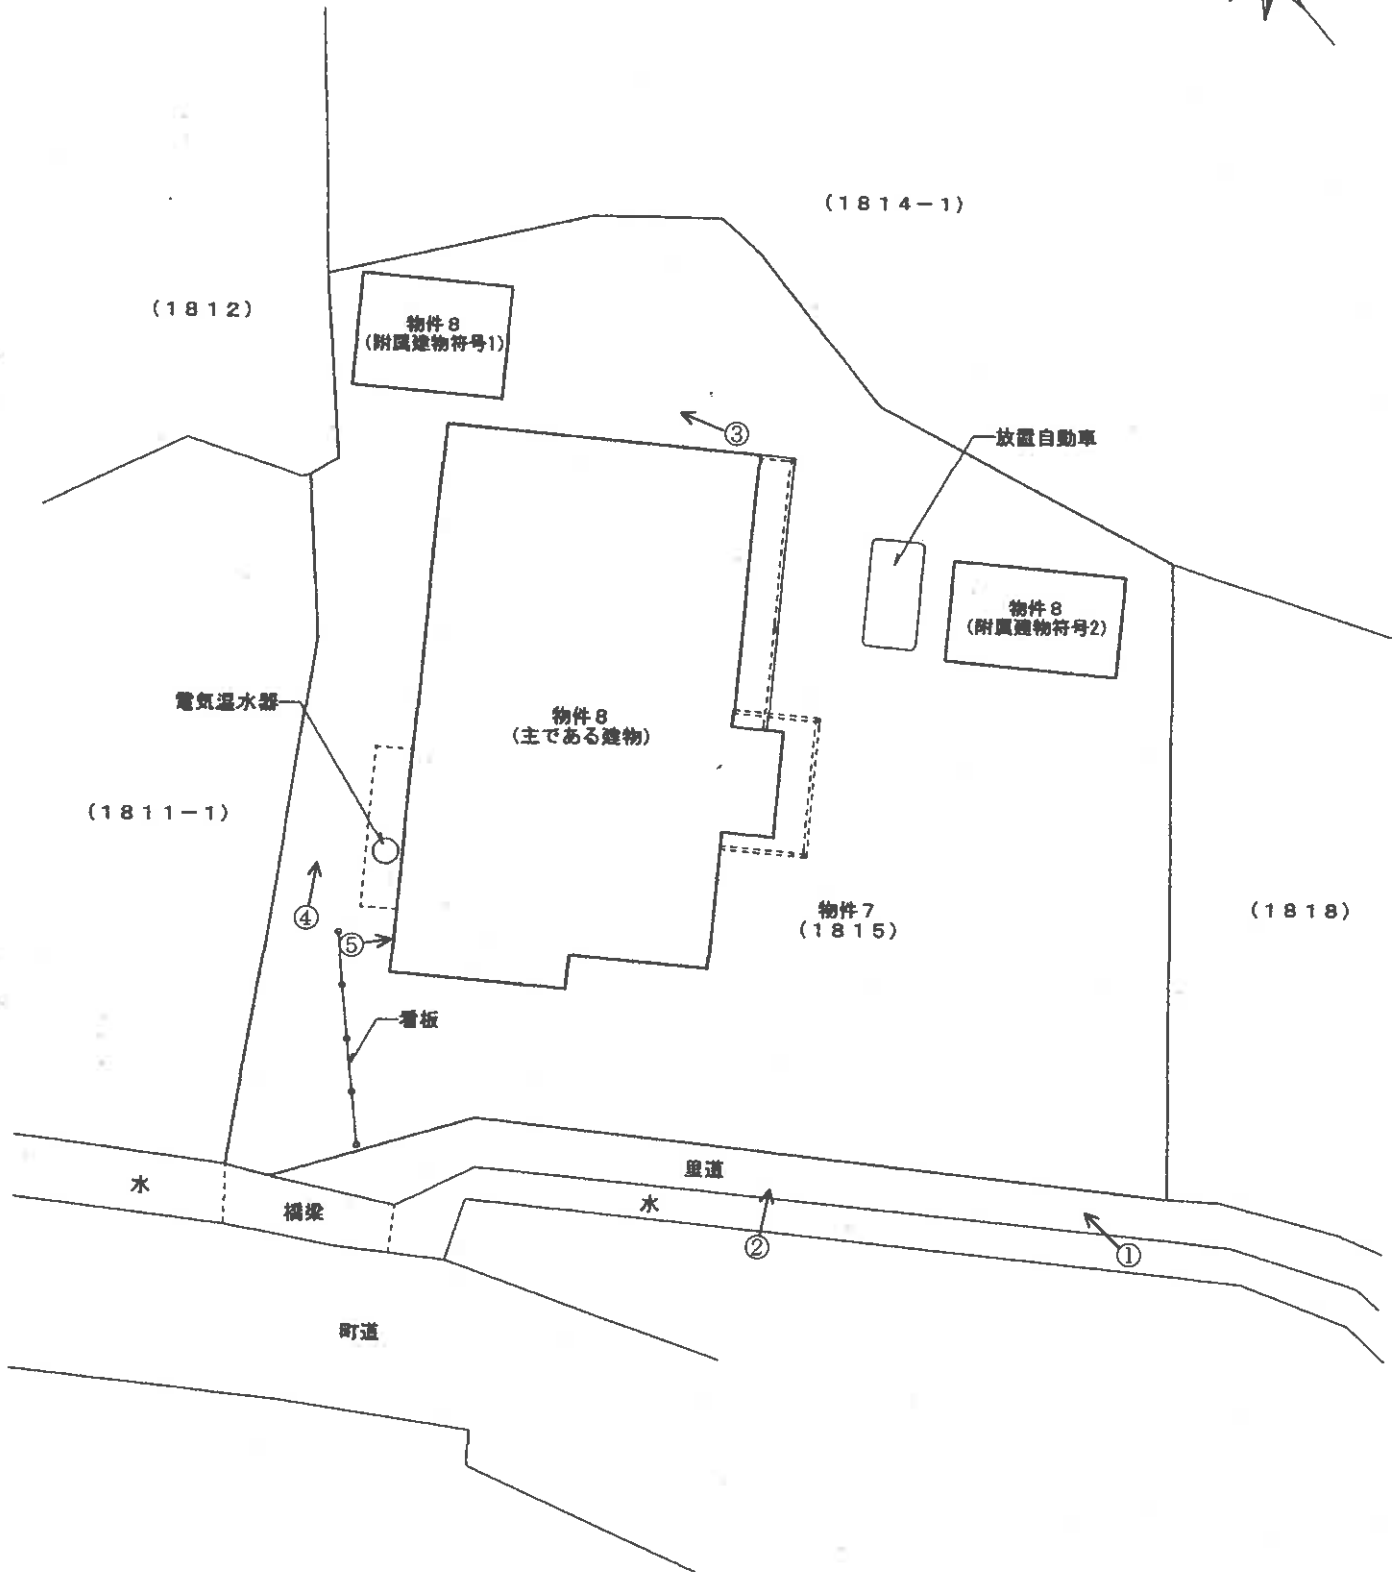 (1814-1)
(1812)
物件8
(附属建物符号1)
③
放置自動車
物件8
(附属建物符号2)
電気温水器
物件8
(主である建物)
(1811-1)
④
⑤
物件7
(1815)
(1818)
看板
里道
水
水
橋梁
②
①
町道